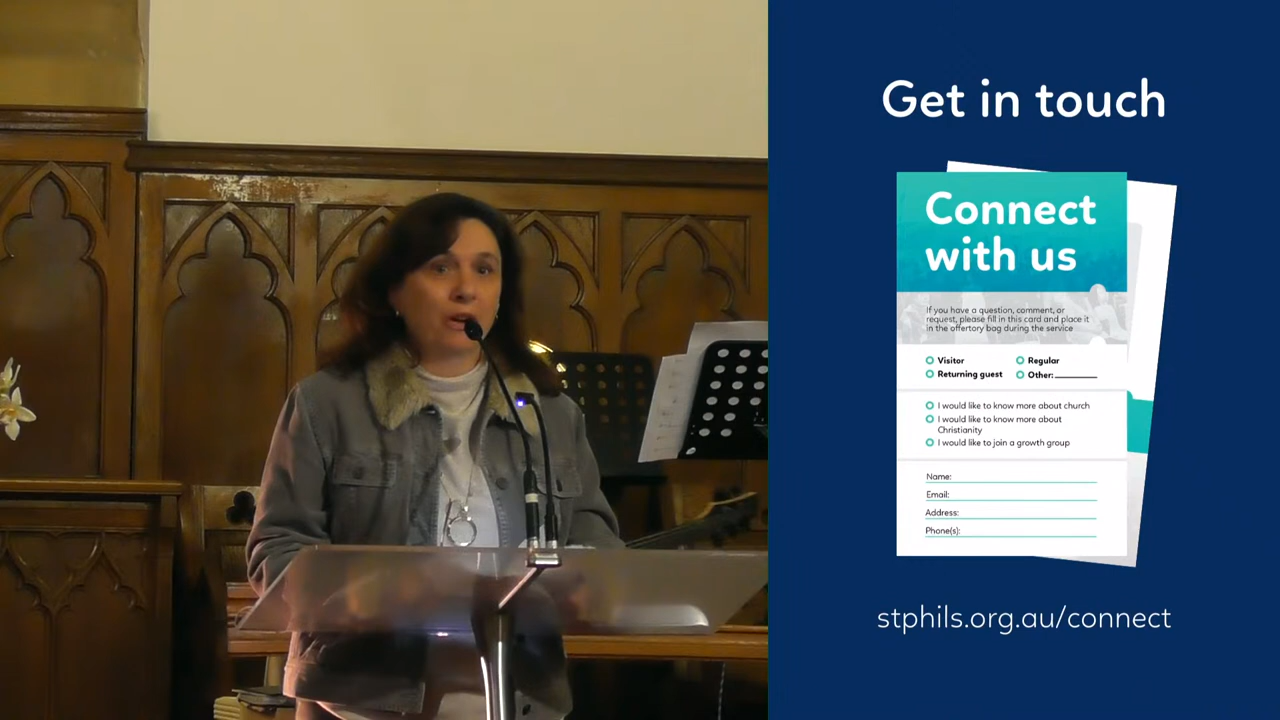 Get in touch
Connect
with us
If you have a question, comment, or
request, please fill in this card and place it
in the offertory bag during the service
Visitor
Regular
Returning guest
Other:
I would like to know more about church
I would like to know more about
Christianity
I would like to join a growth group
Name:
Email:
Address:
Phone(s):
stphils.org.au/connect